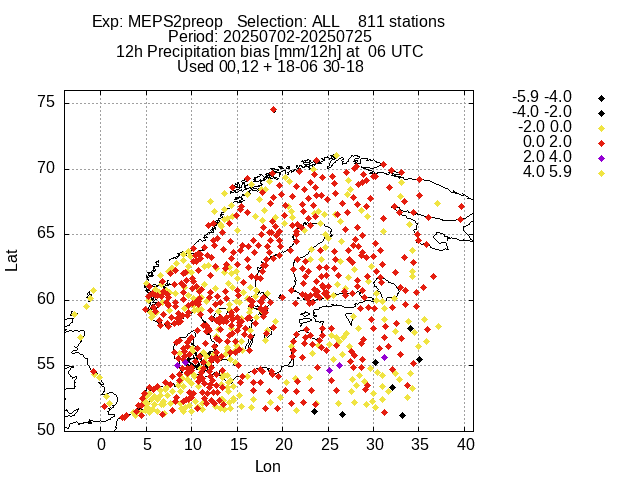 Exp: MEPS2preop   Selection: ALL    811 stations
Period: 20250702-20250725
12h Precipitation bias [mm/12h] at  06 UTC
Used 00,12 + 18-06 30-18
-5.9 -4.0
-4.0 -2.0
-2.0 0.0
0.0 2.0
2.0 4.0
4.0 5.9
75
70
65
60
55
50
Lat
0 5 10 15 20 25 30 35 40
Lon